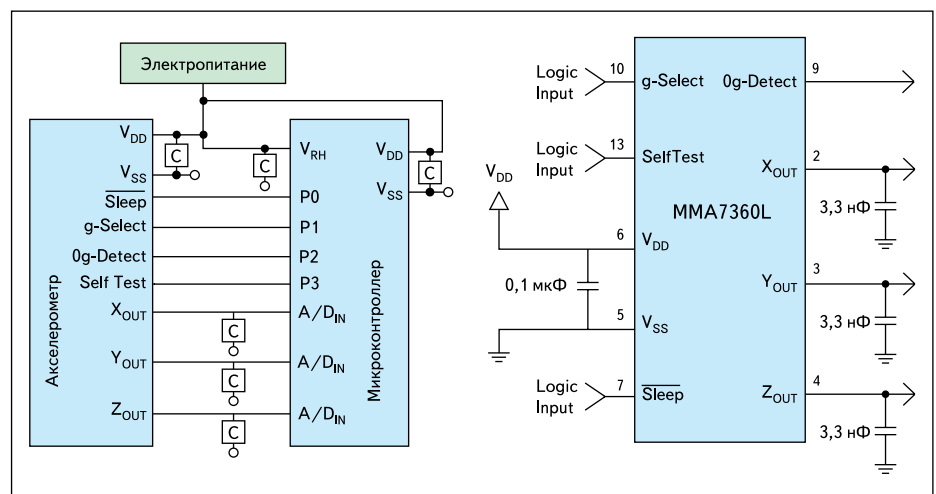 Электропитание
Акселерометр
V_DD
V_SS
Sleep
g-Select
0g-Detect
Self Test
X_OUT
Y_OUT
Z_OUT
C
C
C
C
C
C
Микроконтроллер
V_RH
P0
P1
P2
P3
A/D_IN
A/D_IN
A/D_IN
V_DD
V_SS
Logic
Input
10
g-Select
0g-Detect
9
Logic
Input
13
SelfTest
X_OUT
2
3,3 нФ
MMA7360L
V_DD
6
V_DD
0,1 мкФ
Y_OUT
3
3,3 нФ
5
V_SS
Logic
Input
7
Sleep
Z_OUT
4
3,3 нФ